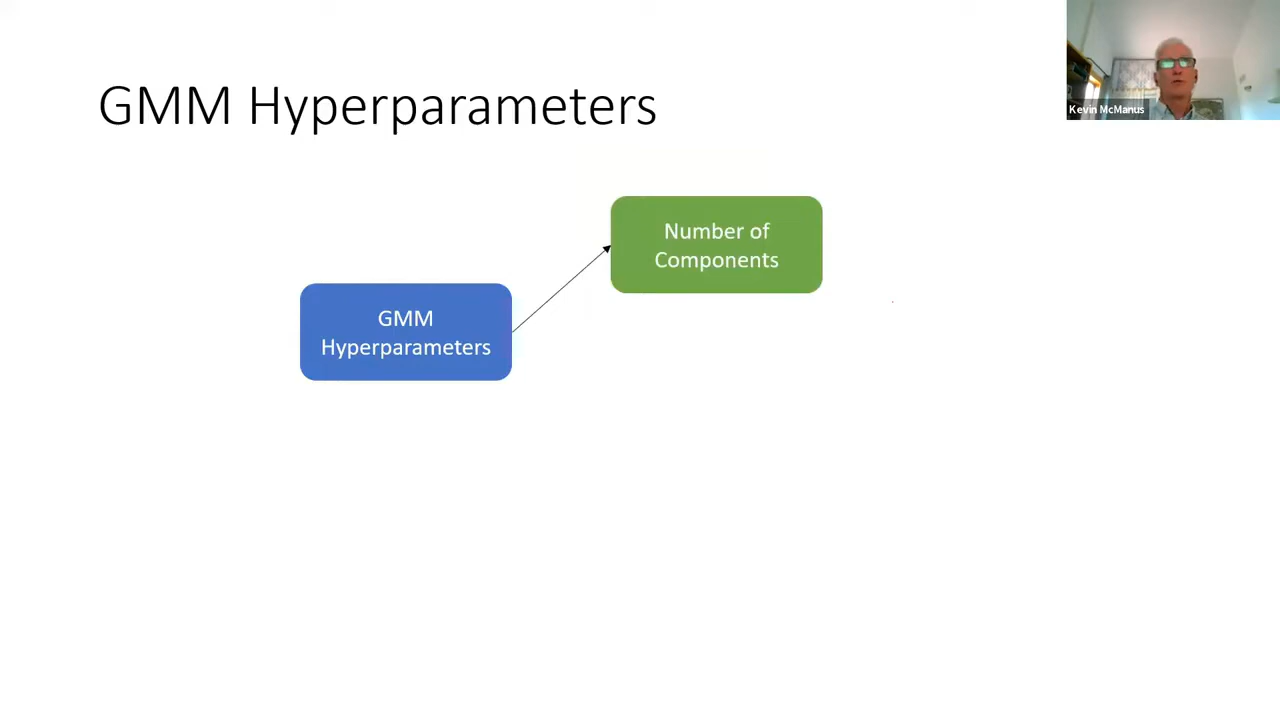 GMM Hyperparameters
Kevin McManus
Number of
Components
GMM
Hyperparameters